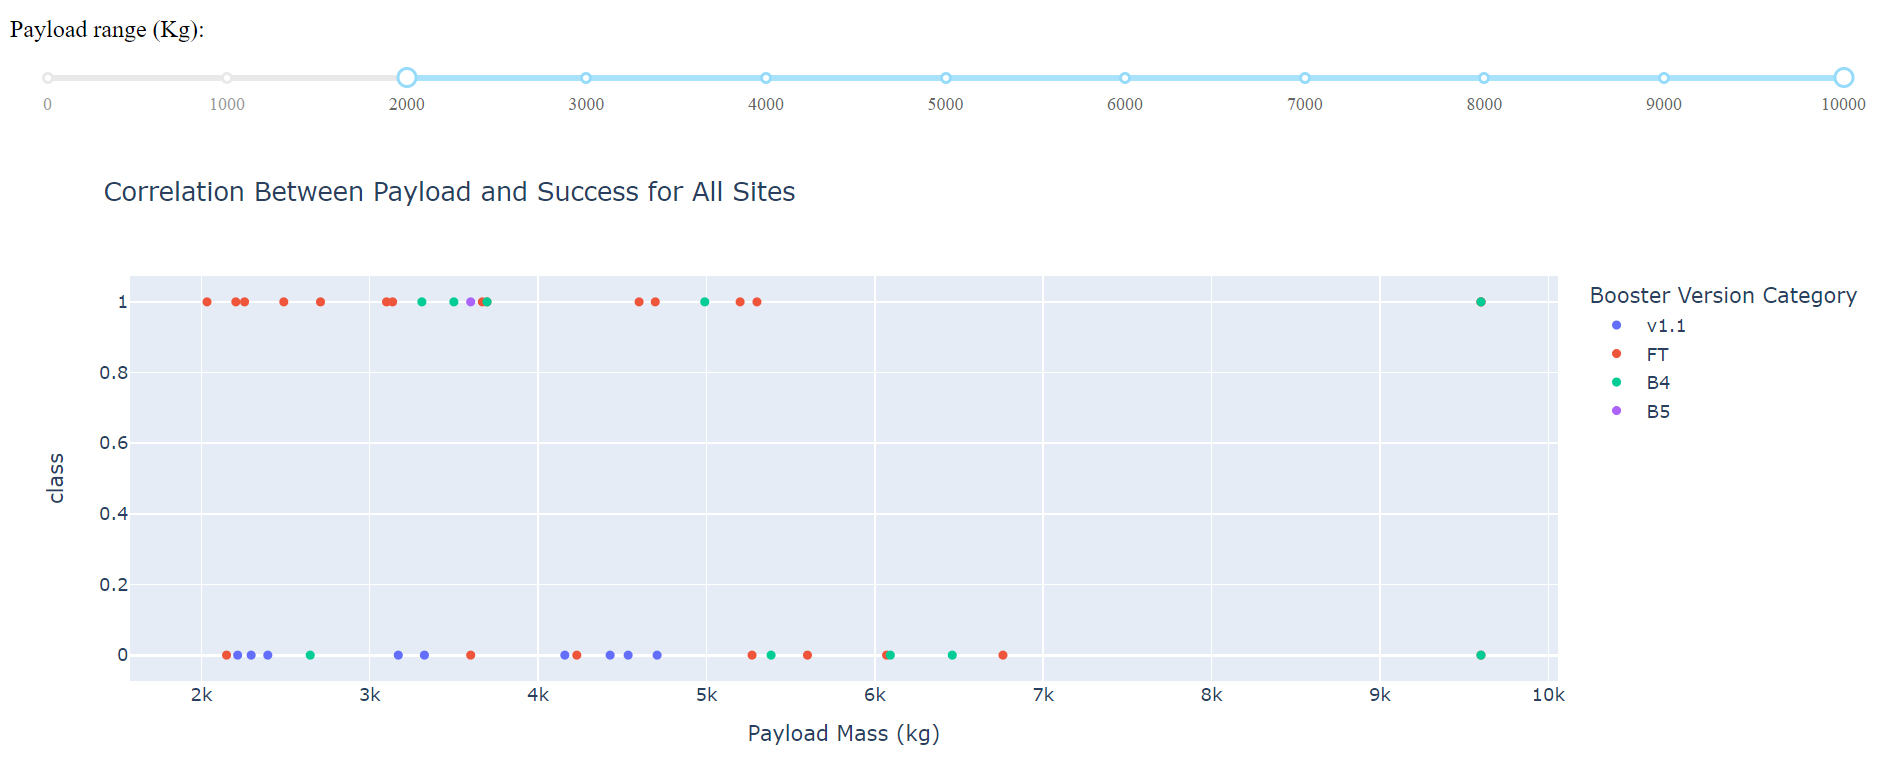 Payload range (Kg):
0 1000 2000 3000 4000 5000 6000 7000 8000 9000 10000
Correlation Between Payload and Success for All Sites
Booster Version Category
v1.1
FT
B4
B5
1
0.8
0.6
0.4
0.2
0
class
2k 3k 4k 5k 6k 7k 8k 9k 10k
Payload Mass (kg)